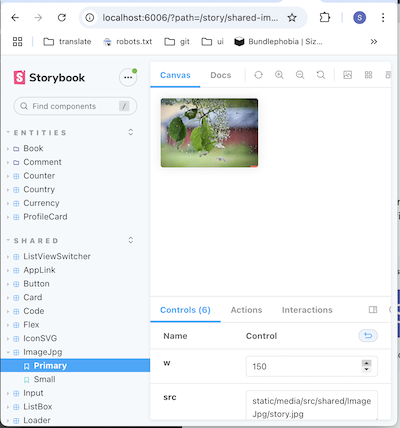 localhost:6006/?path=/story/shared-im...
S
translate
robots.txt
git
ui
Bundlephobia | Siz...
S
Storybook
Find components
/
ENTITIES
Book
Comment
Counter
Country
Currency
ProfileCard
SHARED
ListViewSwitcher
AppLink
Button
Card
Code
Flex
IconSVG
ImageJpg
Primary
Small
Input
ListBox
Loader
Canvas
Docs
Controls (6)
Actions
Interactions
Name
Control
w
150
src
static/media/src/shared/Image
Jpg/story.jpg